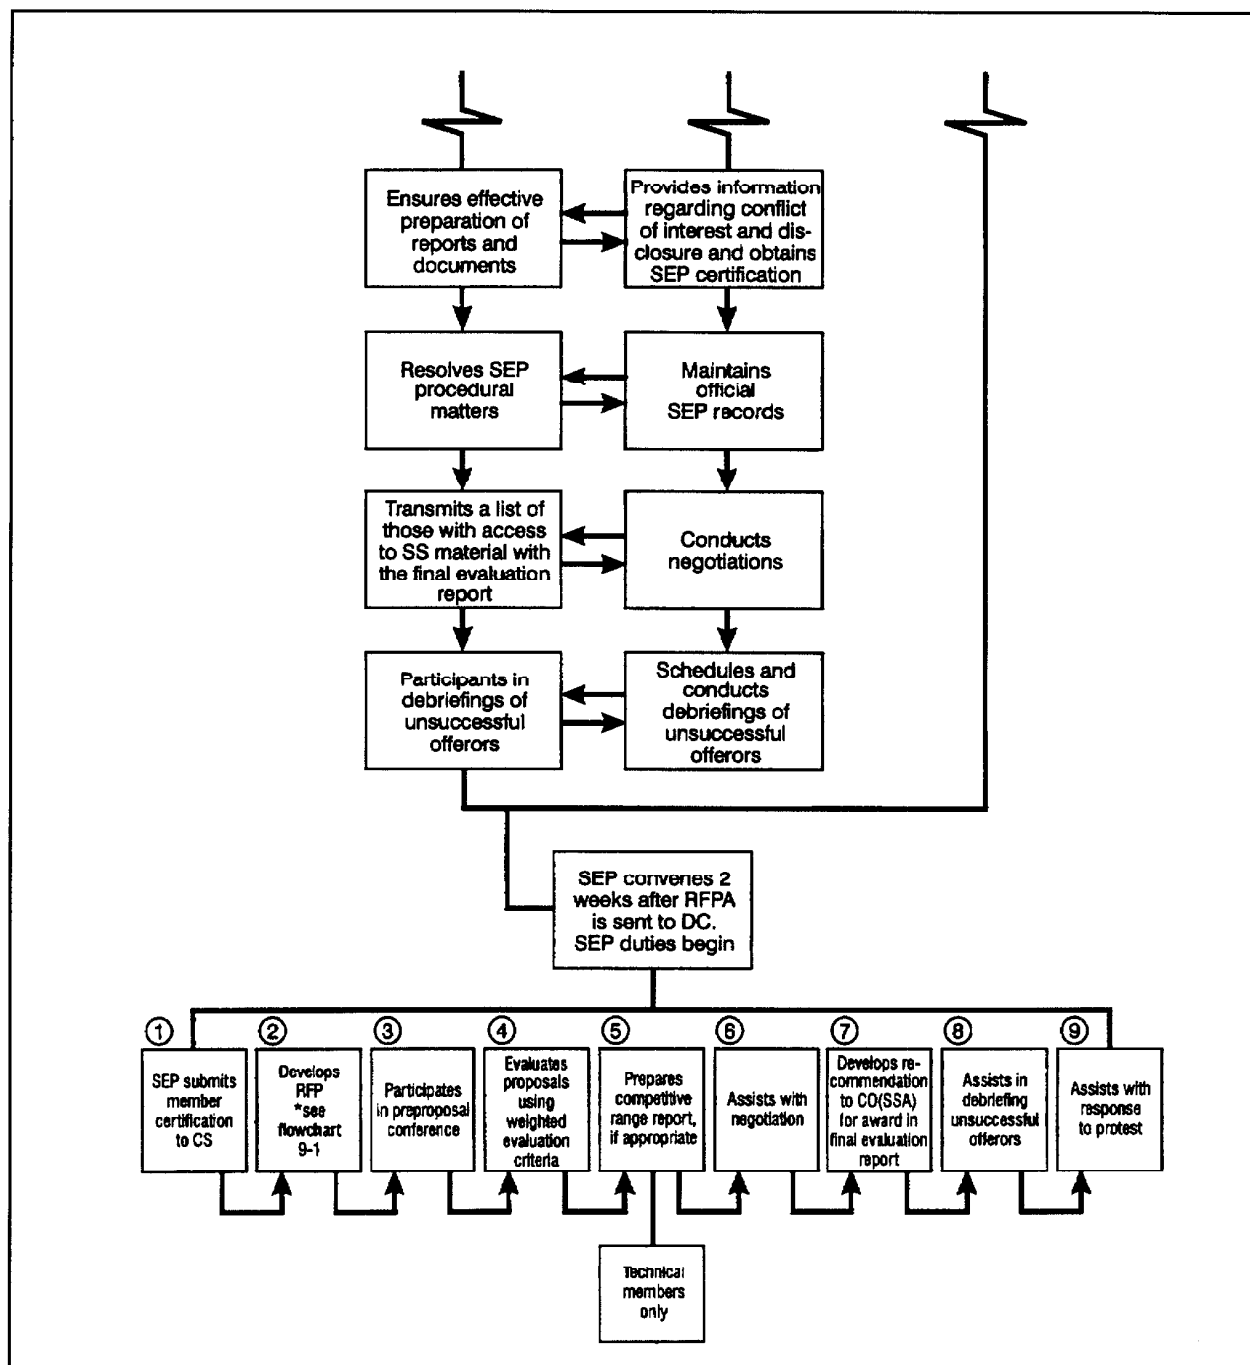 Ensures effective
preparation of
reports and
documents
Provides information
regarding conflict
of interest and dis-
closure and obtains
SEP certification
Resolves SEP
procedural
matters
Maintains
official
SEP records
Transmits a list of
those with access
to SS material with
the final evaluation
report
Conducts
negotiations
Participants in
debriefings of
unsuccessful
offerors
Schedules and
conducts
debriefings of
unsuccessful
offerors
SEP convenes 2
weeks after RFPA
is sent to DC.
SEP duties begin
1
SEP submits
member
certification
to CS
2
Develops
RFP
*see
flowchart
9-1
3
Participates
in preproposal
conference
4
Evaluates
proposals
using
weighted
evaluation
criteria
5
Prepares
competitive
range report,
if appropriate
6
Assists with
negotiation
7
Develops re-
commendation
to CO(SSA)
for award in
final evaluation
report
8
Assists in
debriefing
unsuccessful
offerors
9
Assists with
response
to protest
Technical
members
only